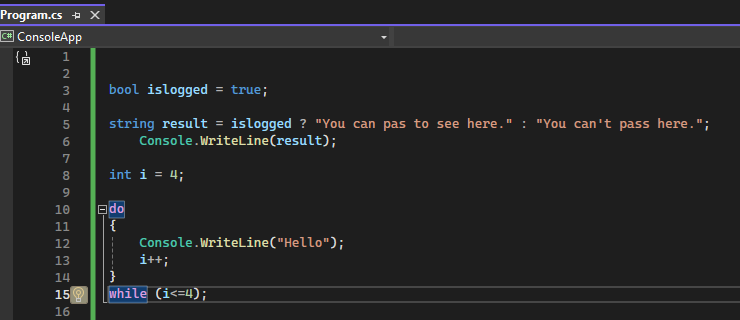 Program.cs
C# ConsoleApp
1
2
3 bool islogged = true;
4
5 string result = islogged ? "You can pas to see here." : "You can't pass here.";
6 Console.WriteLine(result);
7
8 int i = 4;
9
10 do
11 {
12 Console.WriteLine("Hello");
13 i++;
14 }
15 while (i<=4);
16